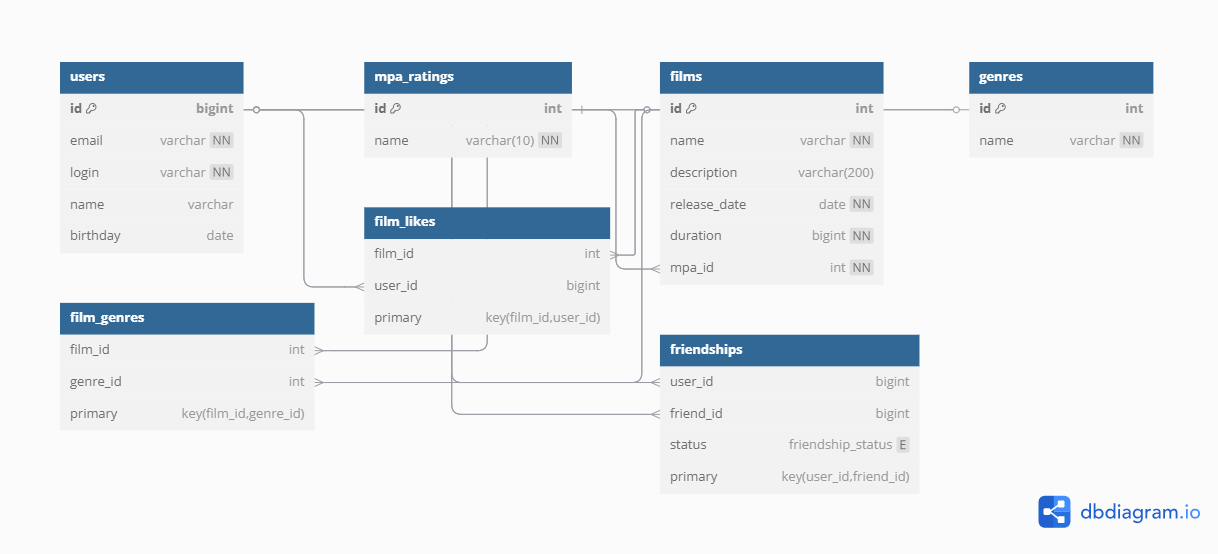 users
id bigint
email varchar NN
login varchar NN
name varchar
birthday date
mpa_ratings
id int
name varchar(10) NN
films
id int
name varchar NN
description varchar(200)
release_date date NN
duration bigint NN
mpa_id int NN
genres
id int
name varchar NN
film_likes
film_id int
user_id bigint
primary key(film_id,user_id)
film_genres
film_id int
genre_id int
primary key(film_id,genre_id)
friendships
user_id bigint
friend_id bigint
status friendship_status E
primary key(user_id,friend_id)
dbdiagram.io